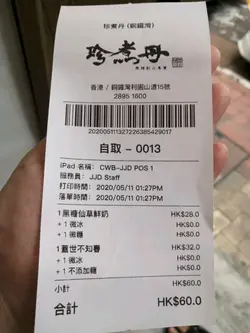 珍煮丹 (銅鑼灣)
珍煮丹
香港 / 銅鑼灣利園山道15號
2895 1600
20200511132722638542901​7
自取 - 0013
iPad 名稱: CWB-JJD POS 1
服務員: JJD Staff
打印時間: 2020/05/11 01:27PM
落單時間: 2020/05/11 01:27PM
1 黑糖仙草鮮奶 HK$28.0
+1 微冰 HK$0.0
+1 微糖 HK$0.0
1 蓋世不知春 HK$32.0
+1 微冰 HK$0.0
+1 不添加糖 HK$0.0
小計 HK$60.0
合計 HK$60.0